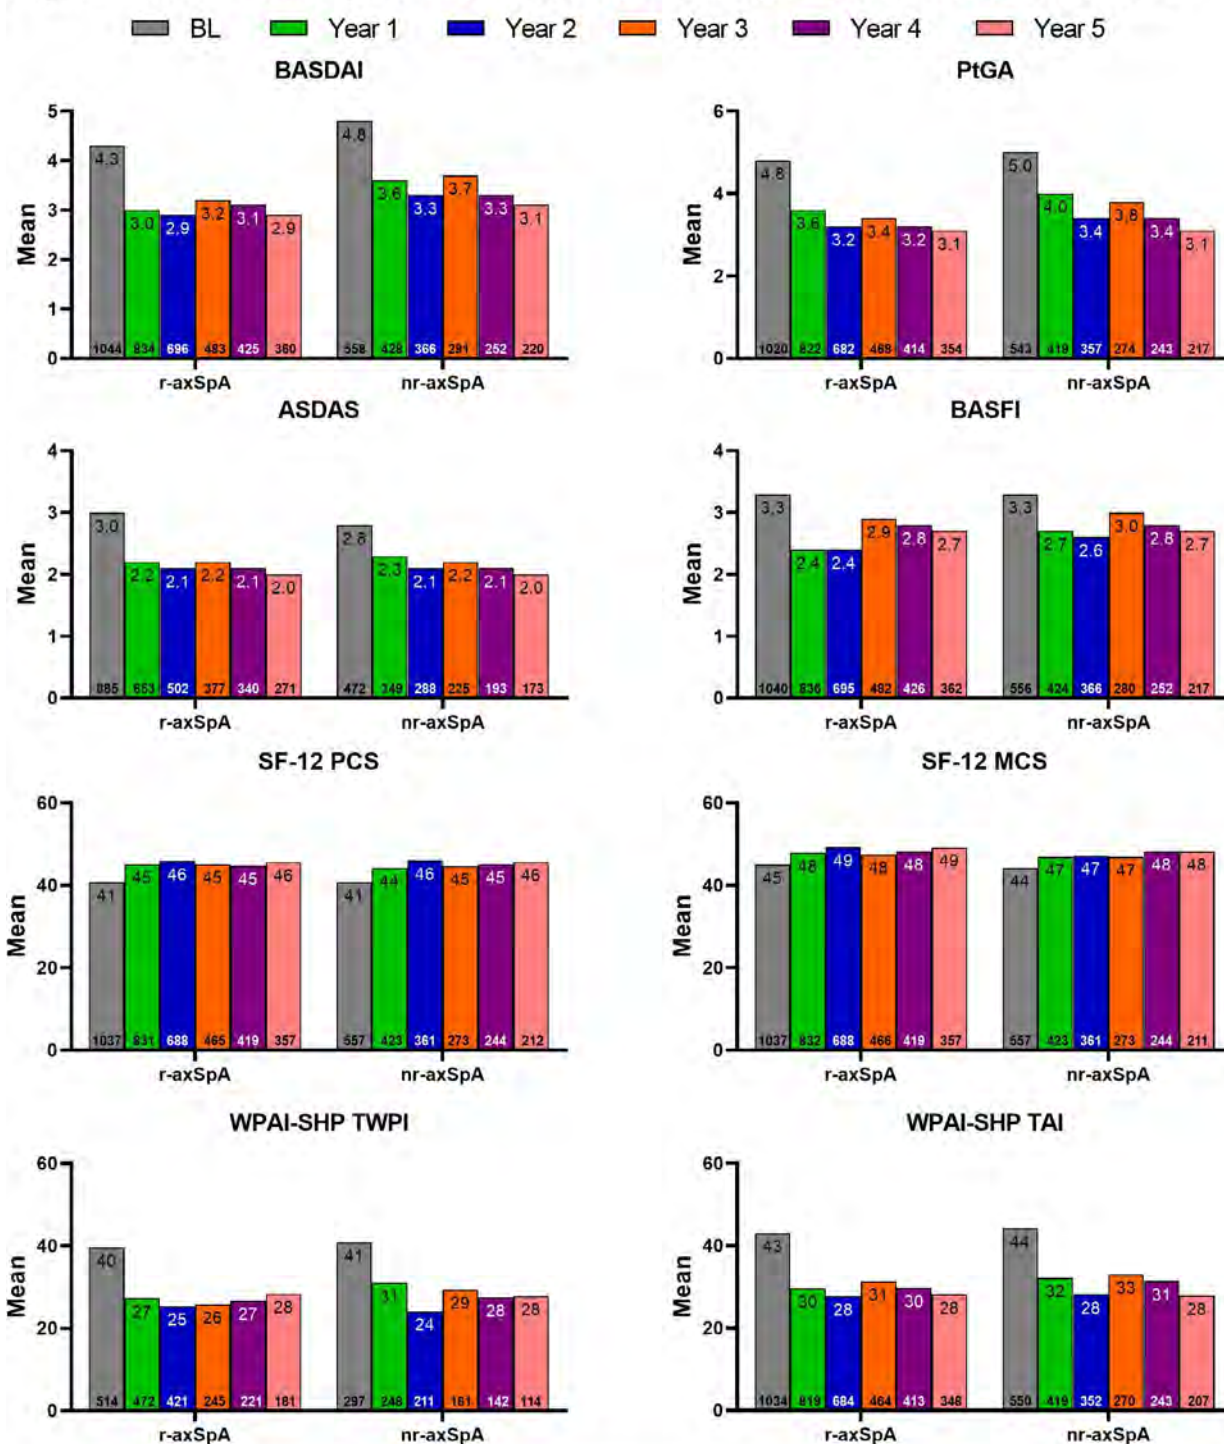 BL Year 1 Year 2 Year 3 Year 4 Year 5
BASDAI
Mean
5
4
3
2
1
0
4.3 3.0 2.9 3.2 3.1 2.9
4.8 3.6 3.3 3.7 3.3 3.1
1044 834 696 483 425 360
558 428 366 291 252 220
r-axSpA nr-axSpA
PtGA
Mean
6
4
2
0
4.8 3.6 3.2 3.4 3.2 3.1
5.0 4.0 3.4 3.8 3.4 3.1
1020 822 682 469 414 354
543 419 357 274 243 217
r-axSpA nr-axSpA
ASDAS
Mean
4
3
2
1
0
3.0 2.2 2.1 2.2 2.1 2.0
2.8 2.3 2.1 2.2 2.1 2.0
885 653 502 377 340 271
472 349 288 225 193 173
r-axSpA nr-axSpA
BASFI
Mean
4
3
2
1
0
3.3 2.4 2.4 2.9 2.8 2.7
3.3 2.7 2.6 3.0 2.8 2.7
1040 836 695 482 426 362
556 424 366 280 252 217
r-axSpA nr-axSpA
SF-12 PCS
Mean
60
40
20
0
41 45 46 45 45 46
41 44 46 45 45 46
1037 831 688 465 419 357
557 423 361 273 244 212
r-axSpA nr-axSpA
SF-12 MCS
Mean
60
40
20
0
45 48 49 48 48 49
44 47 47 47 48 48
1037 832 688 466 419 357
557 423 361 273 244 211
r-axSpA nr-axSpA
WPAI-SHP TWPI
Mean
60
40
20
0
40 27 25 26 27 28
41 31 24 29 28 28
514 472 421 245 221 181
297 248 211 161 142 114
r-axSpA nr-axSpA
WPAI-SHP TAI
Mean
60
40
20
0
43 30 28 31 30 28
44 32 28 33 31 28
1034 819 684 464 413 348
550 419 352 270 243 207
r-axSpA nr-axSpA